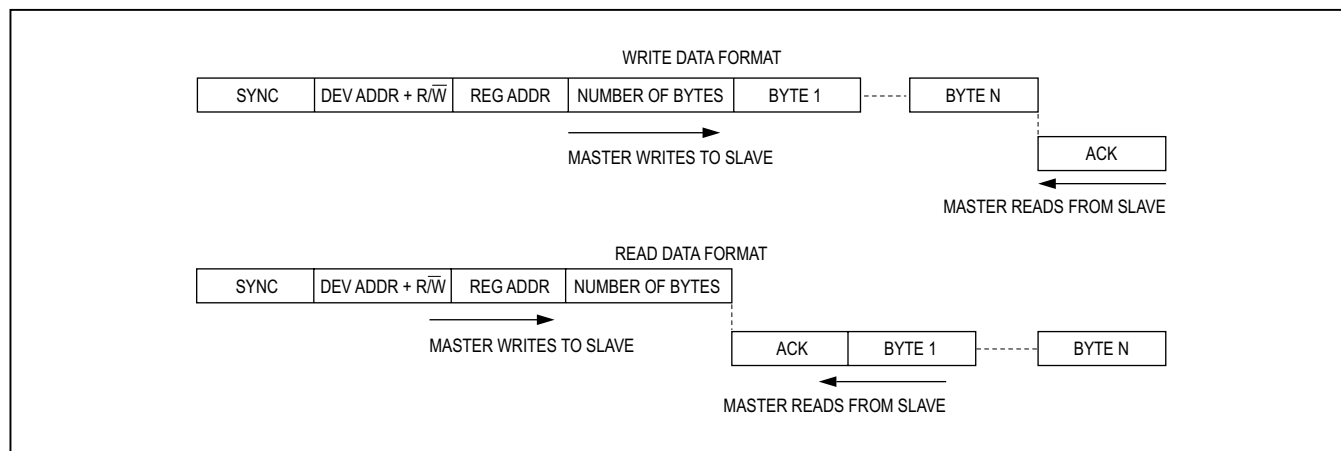 WRITE DATA FORMAT
SYNC DEV ADDR + R/W̅ REG ADDR NUMBER OF BYTES BYTE 1 BYTE N
MASTER WRITES TO SLAVE
ACK
MASTER READS FROM SLAVE
READ DATA FORMAT
SYNC DEV ADDR + R/W̅ REG ADDR NUMBER OF BYTES
MASTER WRITES TO SLAVE
ACK BYTE 1 BYTE N
MASTER READS FROM SLAVE